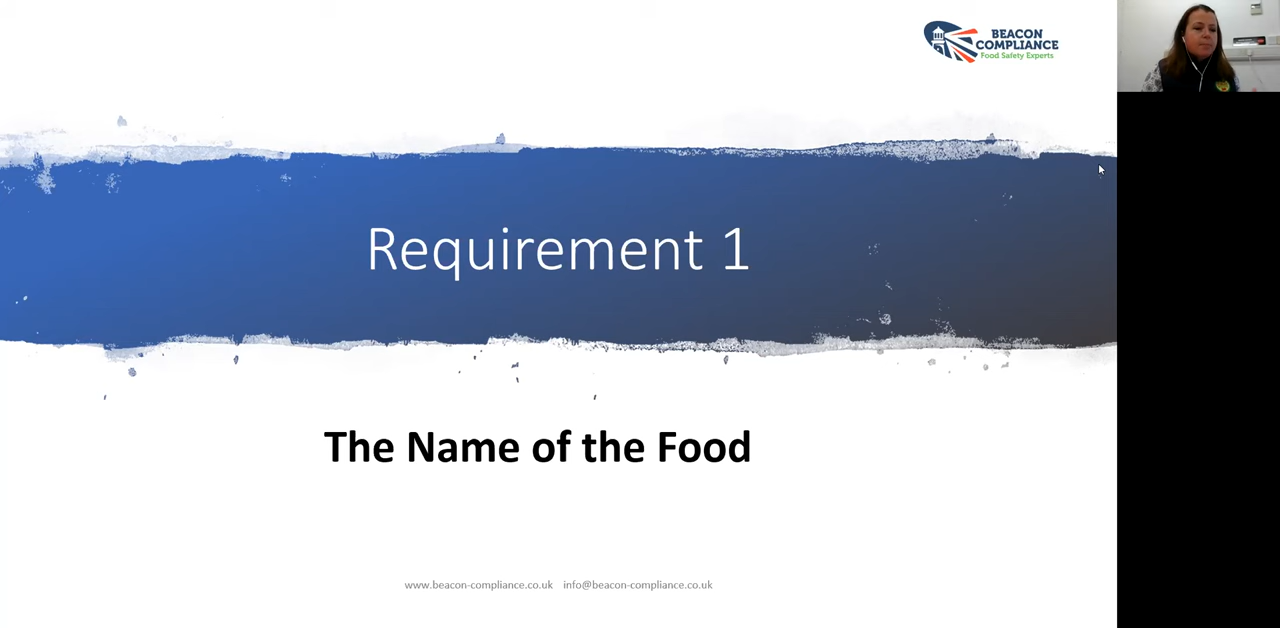 BEACON
COMPLIANCE
Food Safety Experts
Requirement 1
The Name of the Food
www.beacon-compliance.co.uk info@beacon-compliance.co.uk